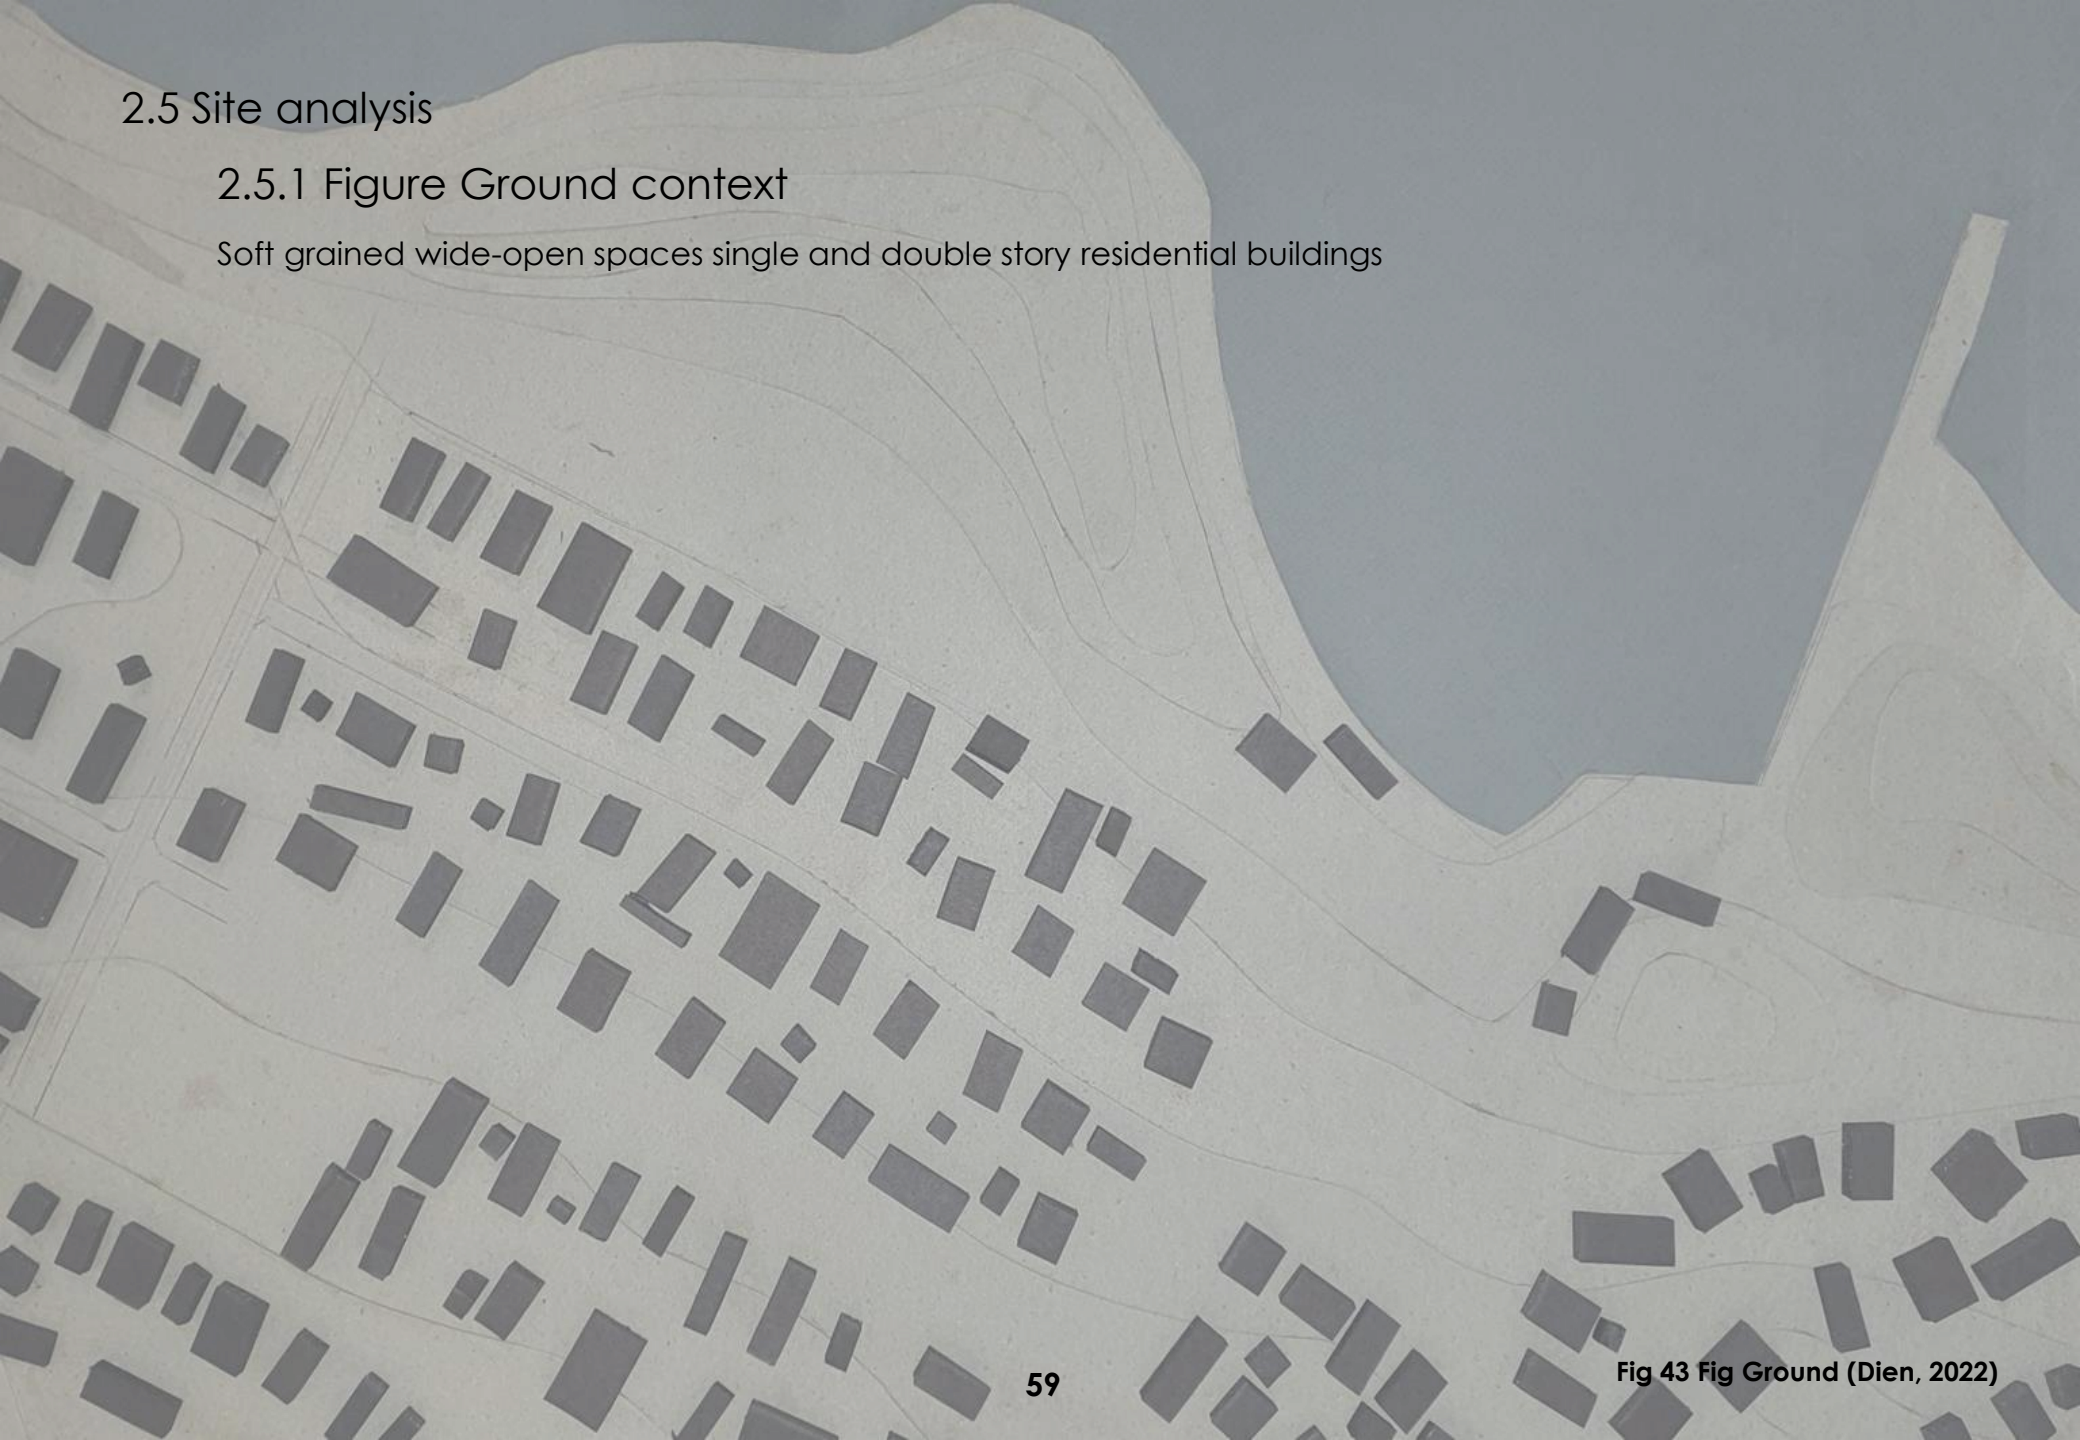 2.5 Site analysis
2.5.1 Figure Ground context
Soft grained wide-open spaces single and double story residential buildings
59
Fig 43 Fig Ground (Dien, 2022)